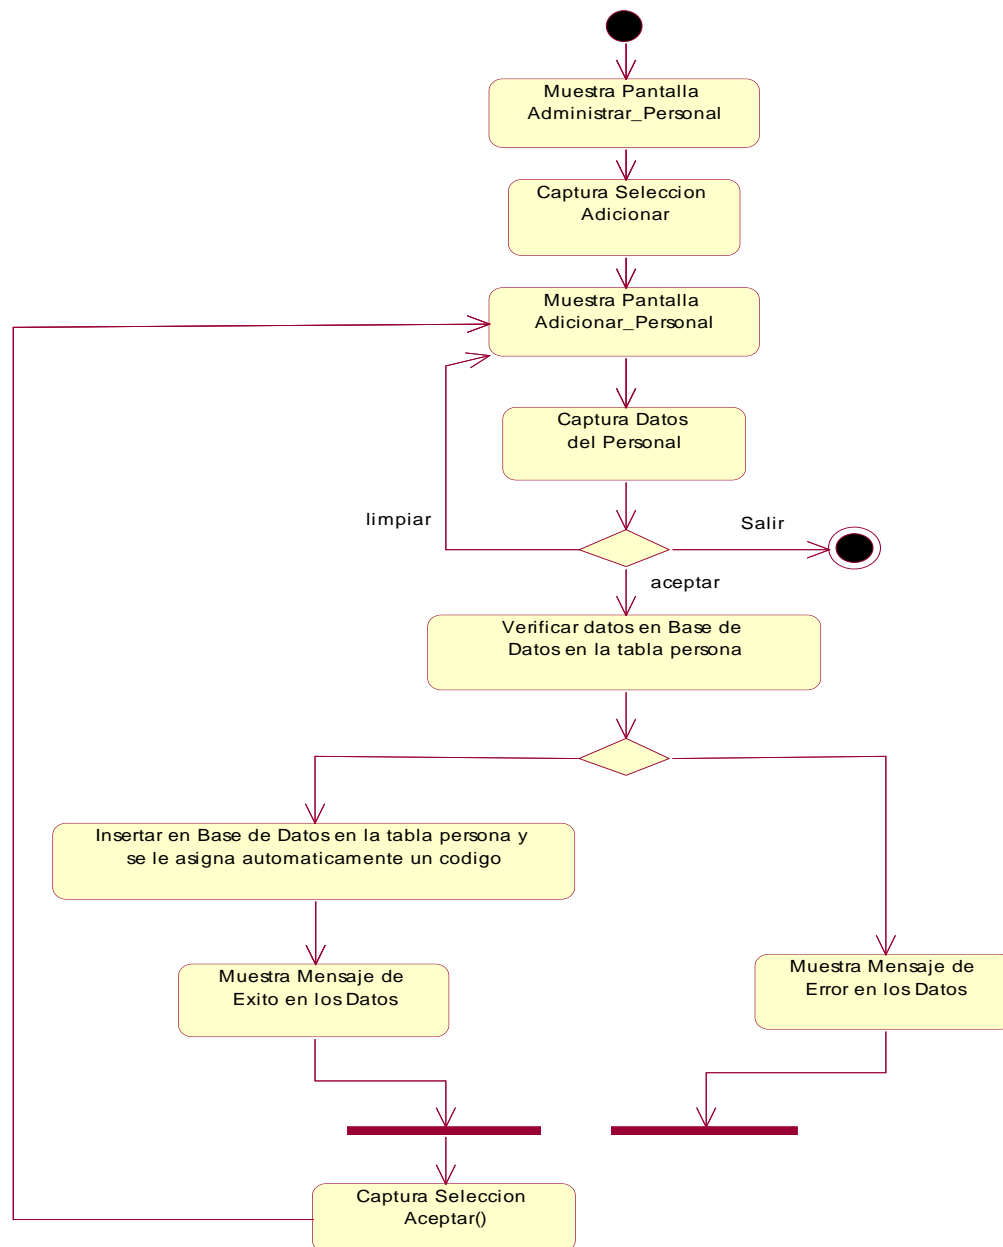 Muestra Pantalla
Administrar_Personal
Captura Seleccion
Adicionar
Muestra Pantalla
Adicionar_Personal
Captura Datos
del Personal
limpiar
Salir
aceptar
Verificar datos en Base de
Datos en la tabla persona
Insertar en Base de Datos en la tabla persona y
se le asigna automaticamente un codigo
Muestra Mensaje de
Exito en los Datos
Muestra Mensaje de
Error en los Datos
Captura Seleccion
Aceptar()